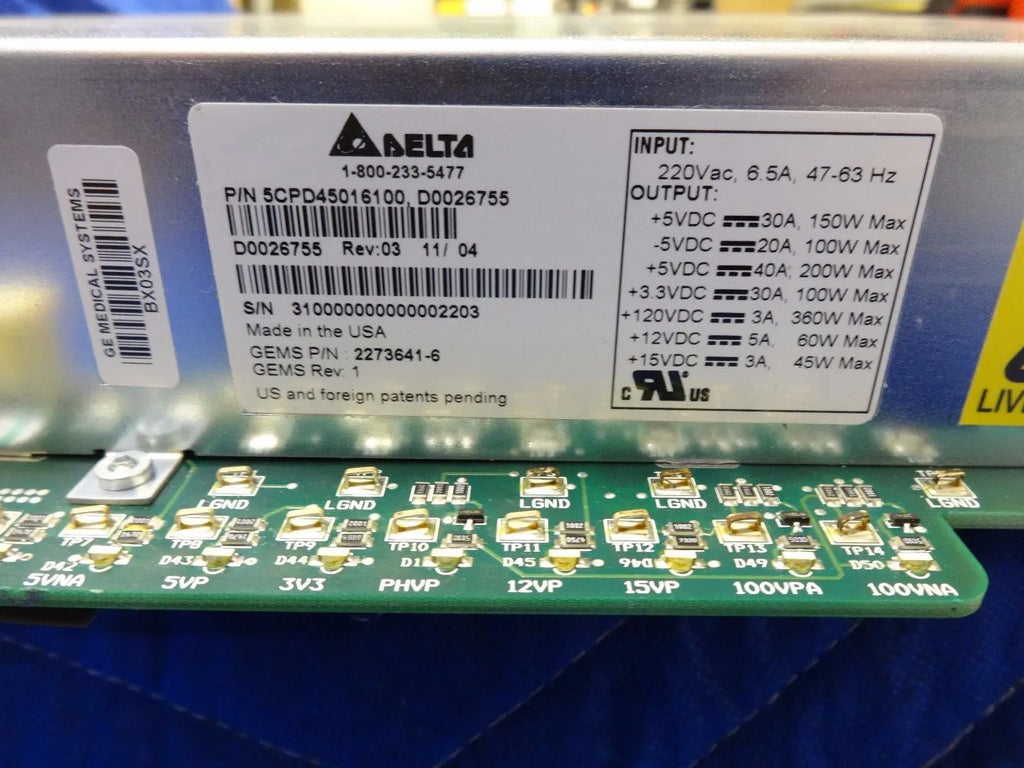 GE MEDICAL SYSTEMS
BX03SX
DELTA
1-800-233-5477
P/N 5CPD45016100, D0026755
D0026755 Rev:03 11/ 04
S/N 310000000000002203
Made in the USA
GEMS P/N : 2273641-6
GEMS Rev: 1
US and foreign patents pending
INPUT:
220Vac, 6.5A, 47-63 Hz
OUTPUT:
+5VDC 30A, 150W Max
-5VDC 20A, 100W Max
+5VDC 40A, 200W Max
+3.3VDC 30A, 100W Max
+120VDC 3A, 360W Max
+12VDC 5A, 60W Max
+15VDC 3A, 45W Max
C RU US
LGND LGND LGND LGND LGND
TP7 TP8 TP9 TP10 TP11 TP12 TP13 TP14
D42 D43 D44 D45 D46 D49 D50
5VNA 5VP 3V3 PHVP 12VP 15VP 100VPA 100VNA